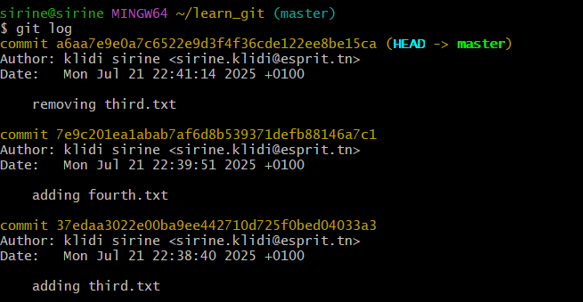 sirine@sirine MINGW64 ~/learn_git (master)
$ git log
commit a6aa7e9e0a7c6522e9d3f4f36cde122ee8be15ca (HEAD -> master)
Author: klidi sirine <sirine.klidi@esprit.tn>
Date:   Mon Jul 21 22:41:14 2025 +0100
    removing third.txt
commit 7e9c201ea1abab7af6d8b539371defb88146a7c1
Author: klidi sirine <sirine.klidi@esprit.tn>
Date:   Mon Jul 21 22:39:51 2025 +0100
    adding fourth.txt
commit 37edaa3022e00ba9ee442710d725f0bed04033a3
Author: klidi sirine <sirine.klidi@esprit.tn>
Date:   Mon Jul 21 22:38:40 2025 +0100
    adding third.txt